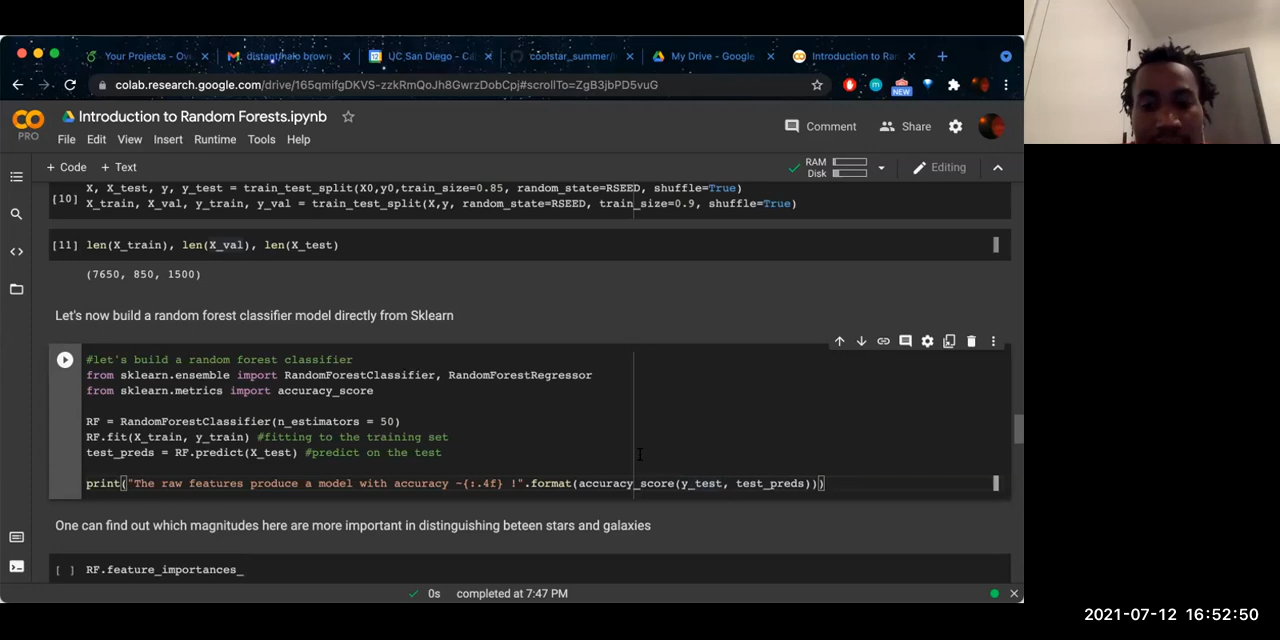 Your Projects - Ove
distantnalo brown
UC San Diego - Ca
coolstar_summer/
My Drive - Google
Introduction to Ran
colab.research.google.com/drive/165qmifgDKVS-zzkRmQoJh8GwrzDobCpj#scrollTo=ZgB3jbPD5vuG
NEW
PRO
Introduction to Random Forests.ipynb
Comment
Share
File Edit View Insert Runtime Tools Help
+ Code + Text
RAM
Disk
Editing
X, X_test, y, y_test = train_test_split(X0,y0,train_size=0.85, random_state=RSEED, shuffle=True)
[10] X_train, X_val, y_train, y_val = train_test_split(X,y, random_state=RSEED, train_size=0.9, shuffle=True)
[11] len(X_train), len(X_val), len(X_test)
(7650, 850, 1500)
Let's now build a random forest classifier model directly from Sklearn
#let's build a random forest classifier
from sklearn.ensemble import RandomForestClassifier, RandomForestRegressor
from sklearn.metrics import accuracy_score
RF = RandomForestClassifier(n_estimators = 50)
RF.fit(X_train, y_train) #fitting to the training set
test_preds = RF.predict(X_test) #predict on the test
print("The raw features produce a model with accuracy ~{:.4f} !".format(accuracy_score(y_test, test_preds)))
One can find out which magnitudes here are more important in distinguishing beteen stars and galaxies
[ ] RF.feature_importances_
0s completed at 7:47 PM
2021-07-12 16:52:50